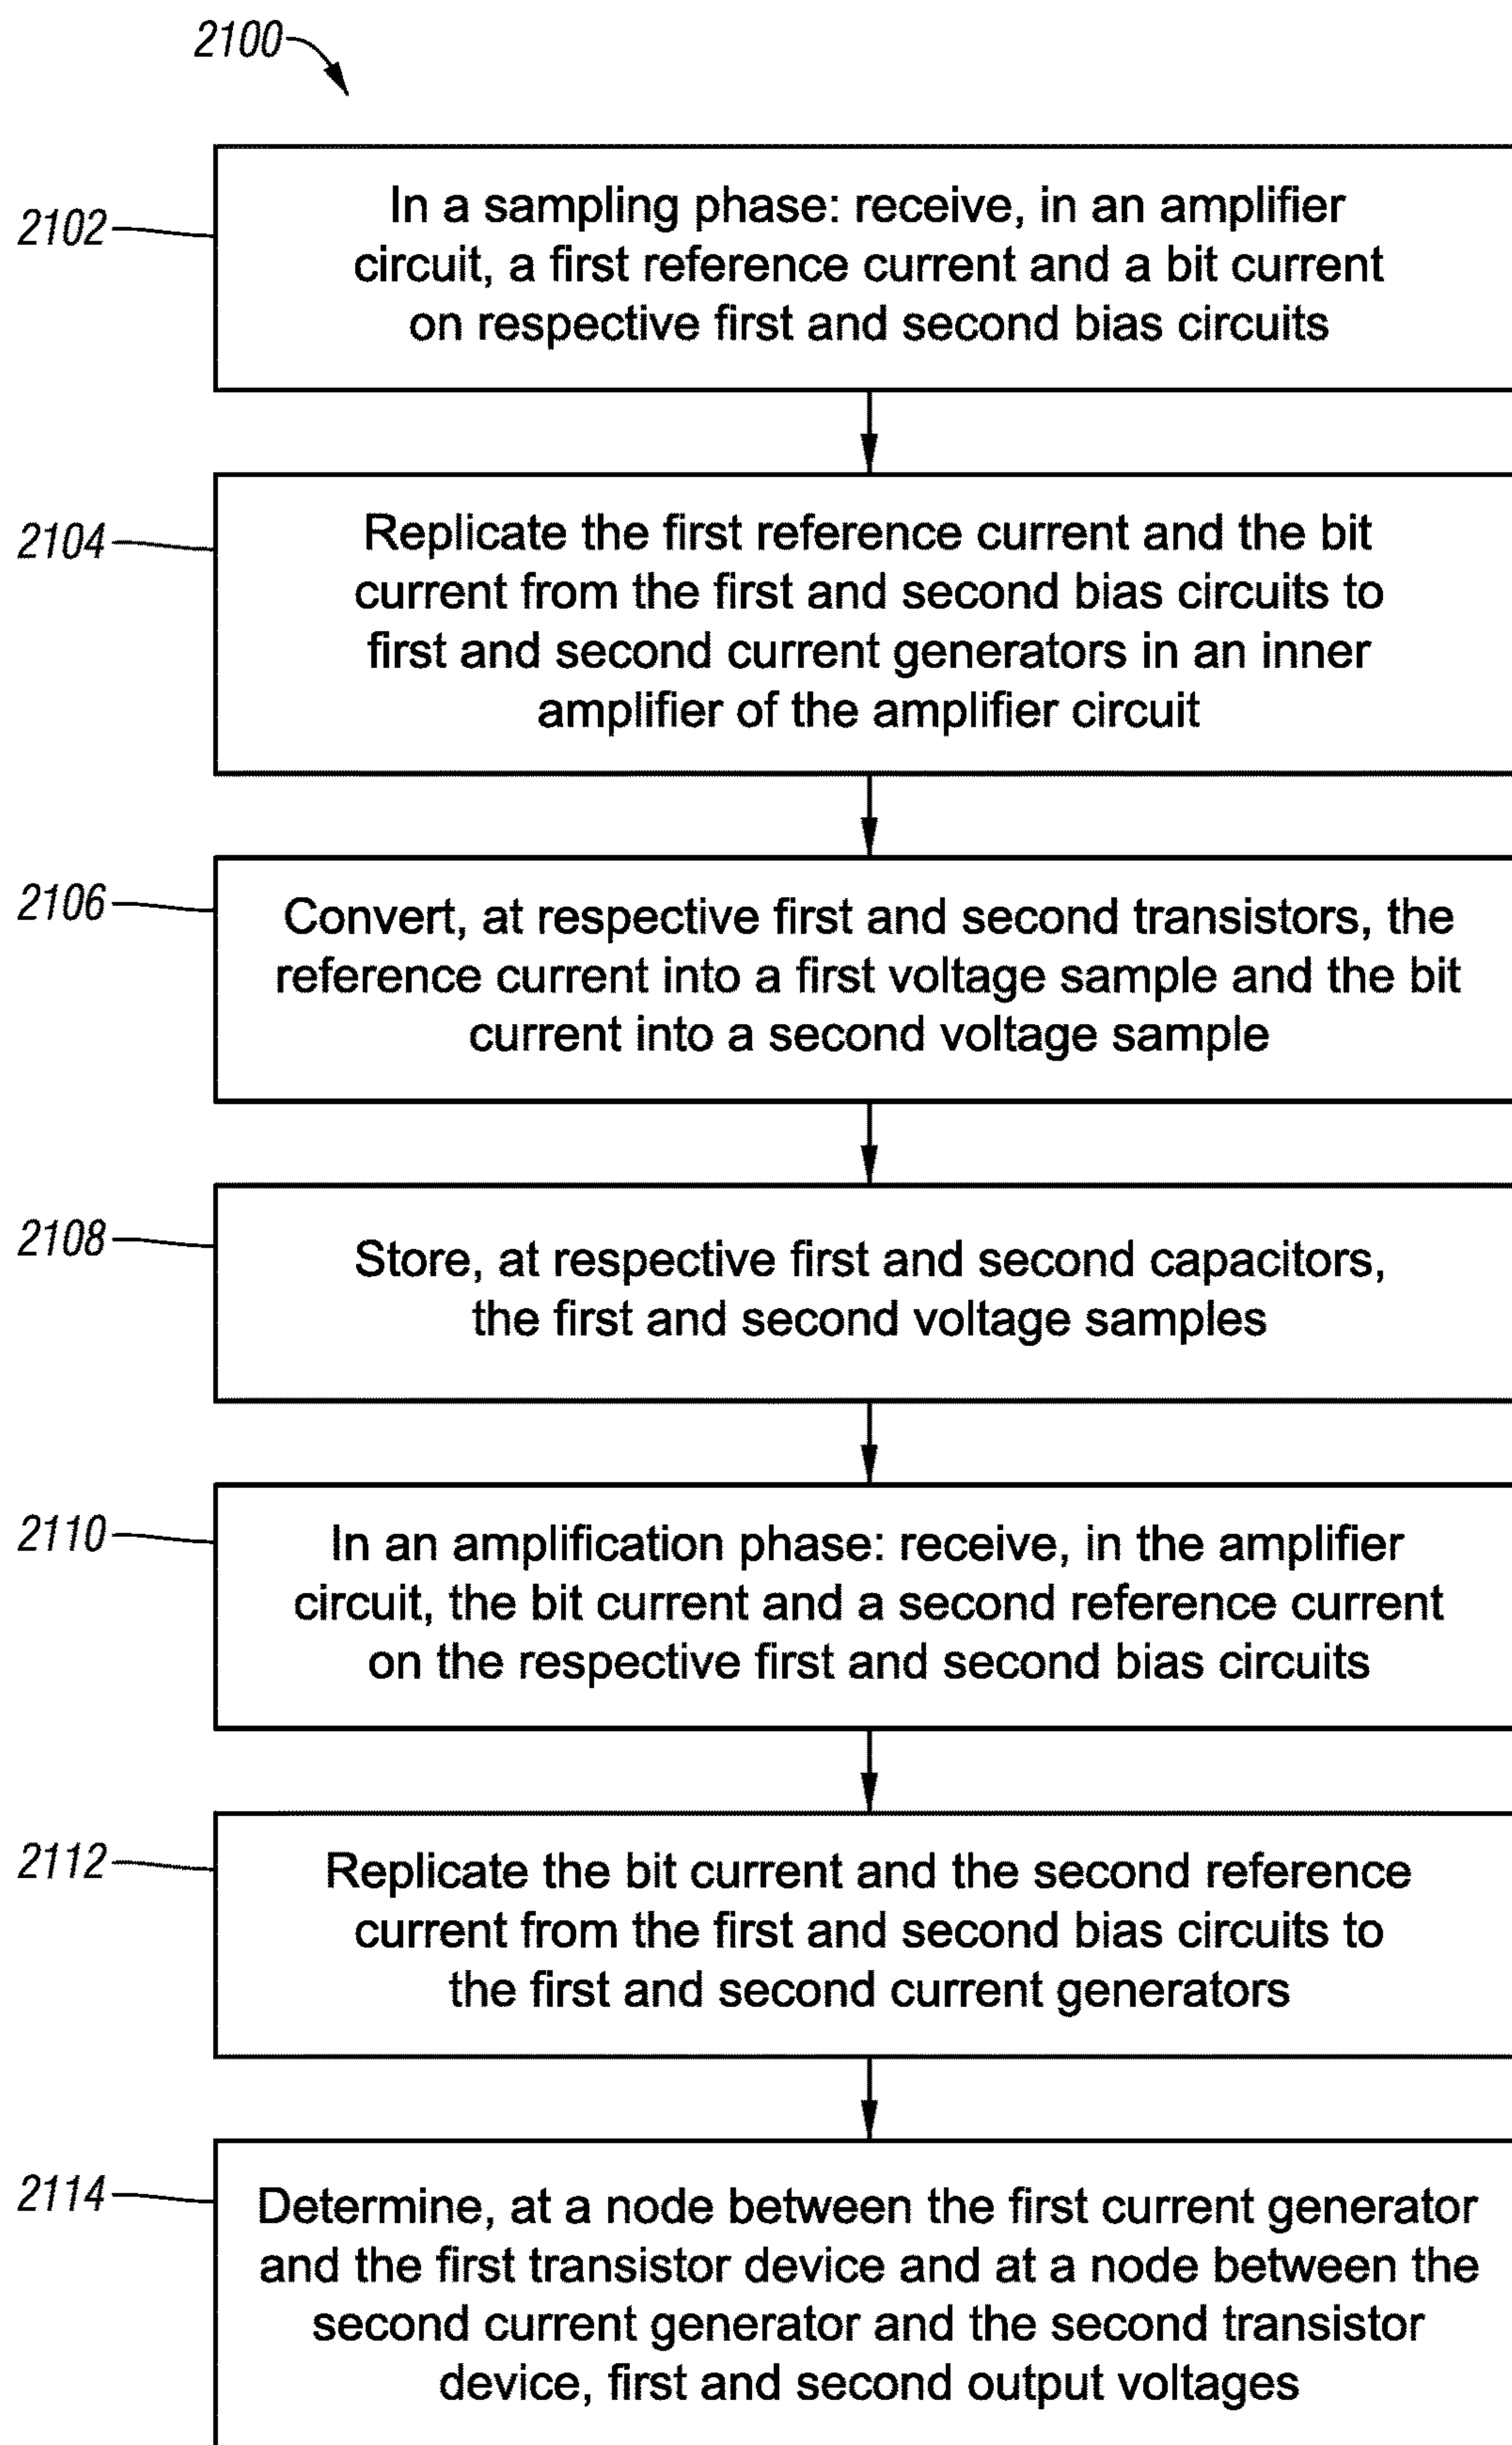 2100
2102
In a sampling phase: receive, in an amplifier
circuit, a first reference current and a bit current
on respective first and second bias circuits
2104
Replicate the first reference current and the bit
current from the first and second bias circuits to
first and second current generators in an inner
amplifier of the amplifier circuit
2106
Convert, at respective first and second transistors, the
reference current into a first voltage sample and the bit
current into a second voltage sample
2108
Store, at respective first and second capacitors,
the first and second voltage samples
2110
In an amplification phase: receive, in the amplifier
circuit, the bit current and a second reference current
on the respective first and second bias circuits
2112
Replicate the bit current and the second reference
current from the first and second bias circuits to
the first and second current generators
2114
Determine, at a node between the first current generator
and the first transistor device and at a node between the
second current generator and the second transistor
device, first and second output voltages